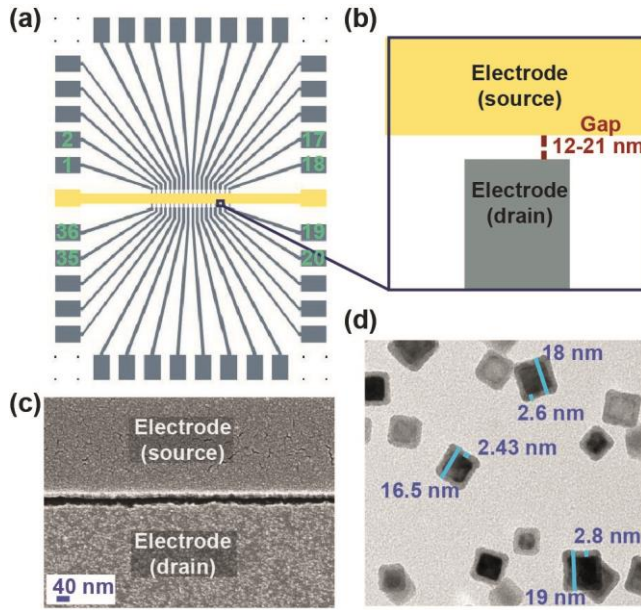 (a)
2
1
36
35
17
18
19
20
(b)
Electrode
(source)
Gap
12-21 nm
Electrode
(drain)
(c)
Electrode
(source)
Electrode
(drain)
40 nm
(d)
18 nm
2.6 nm
2.43 nm
16.5 nm
2.8 nm
19 nm